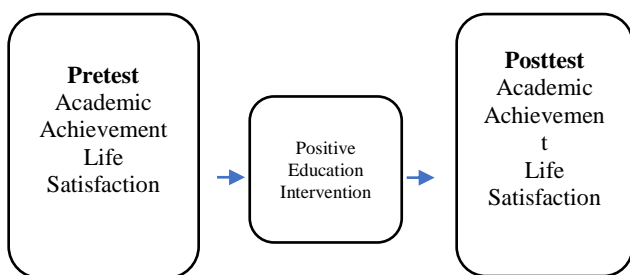 Pretest
Academic
Achievement
Life
Satisfaction
Positive
Education
Intervention
Posttest
Academic
Achievemen
t
Life
Satisfaction